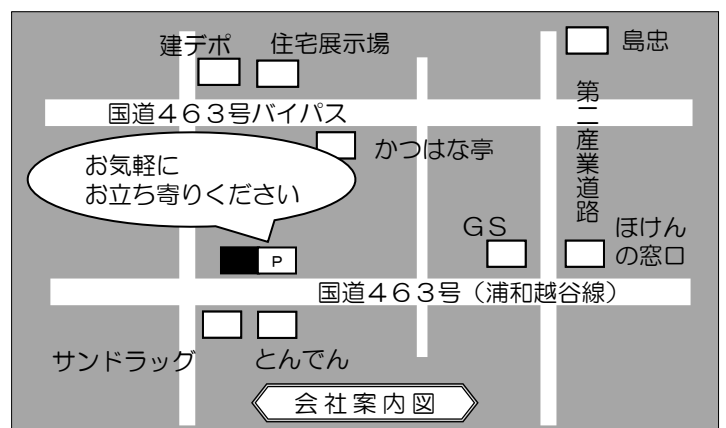 建デポ
住宅展示場
島忠
国道４６３号バイパス
第二産業道路
かつはな亭
お気軽に
お立ち寄りください
ＧＳ
ほけん
の窓口
Ｐ
国道４６３号（浦和越谷線）
サンドラッグ
とんでん
会社案内図